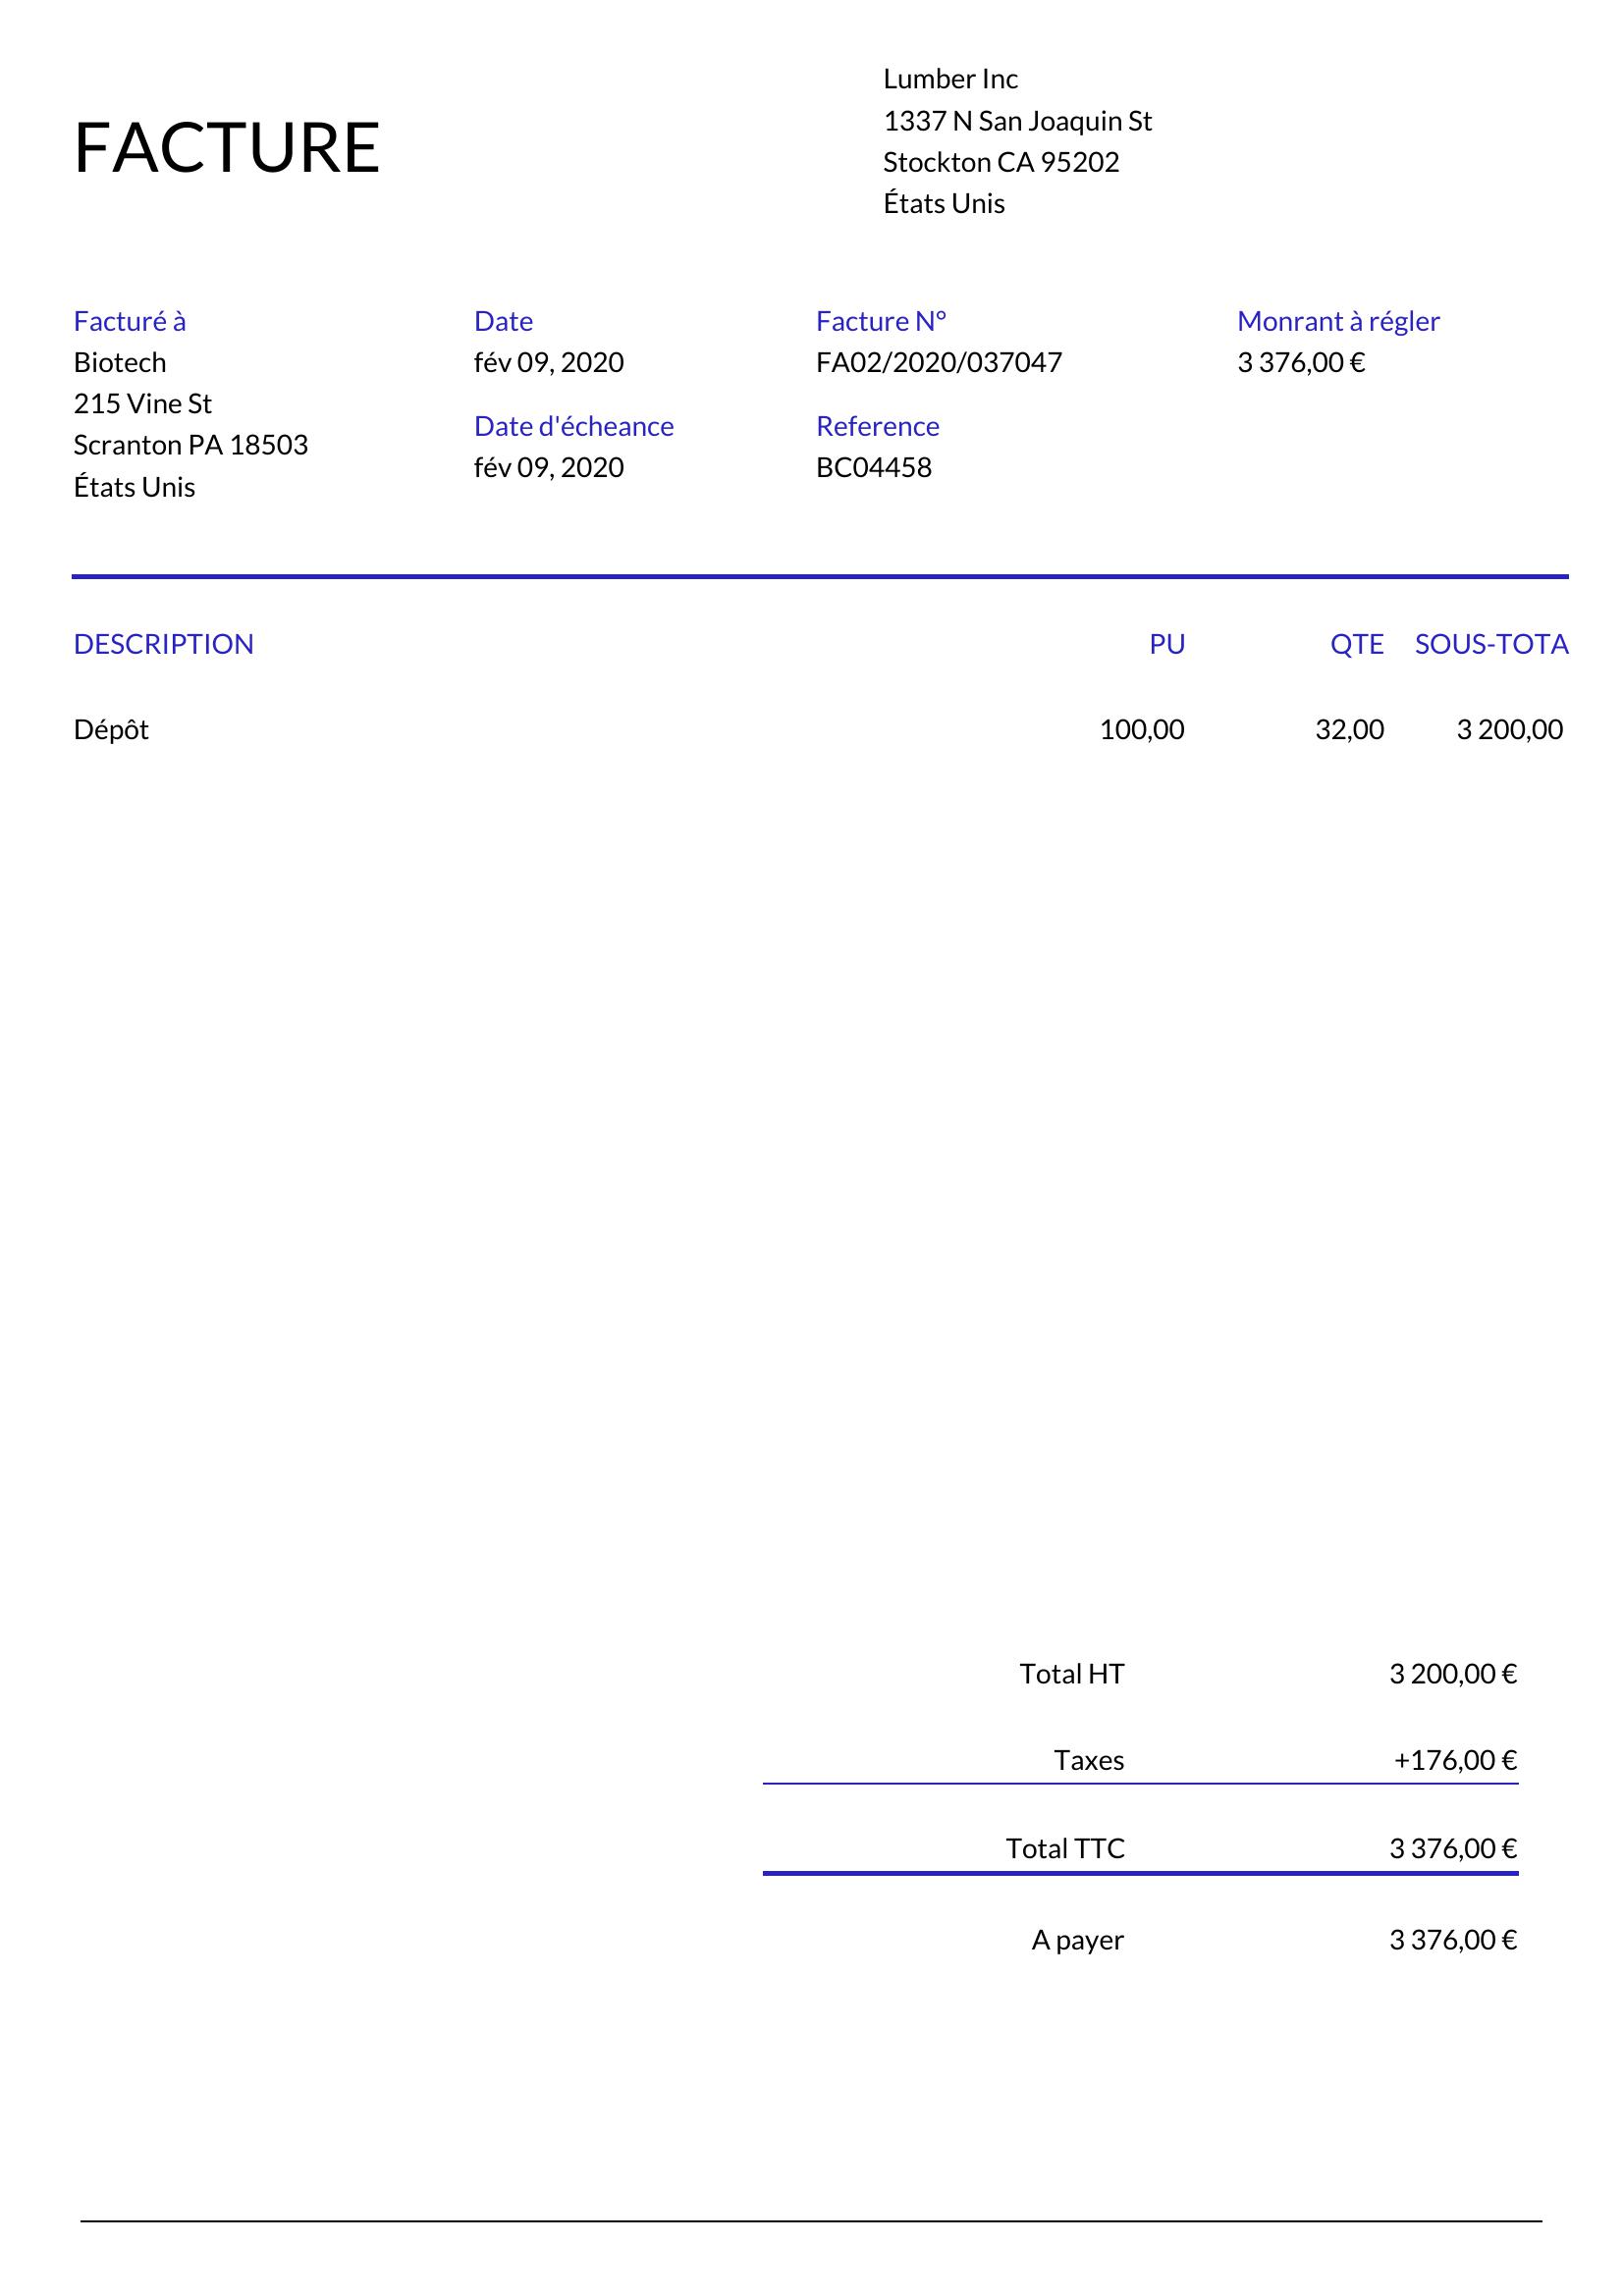 Lumber Inc
1337 N San Joaquin St
Stockton CA 95202
États Unis
FACTURE
Facturé à
Biotech
215 Vine St
Scranton PA 18503
États Unis
Date
fév 09, 2020
Date d'écheance
fév 09, 2020
Facture N°
FA02/2020/037047
Reference
BC04458
Monrant à régler
3 376,00 €
DESCRIPTION PU QTE SOUS-TOTA
Dépôt 100,00 32,00 3 200,00
Total HT 3 200,00 €
Taxes +176,00 €
Total TTC 3 376,00 €
A payer 3 376,00 €